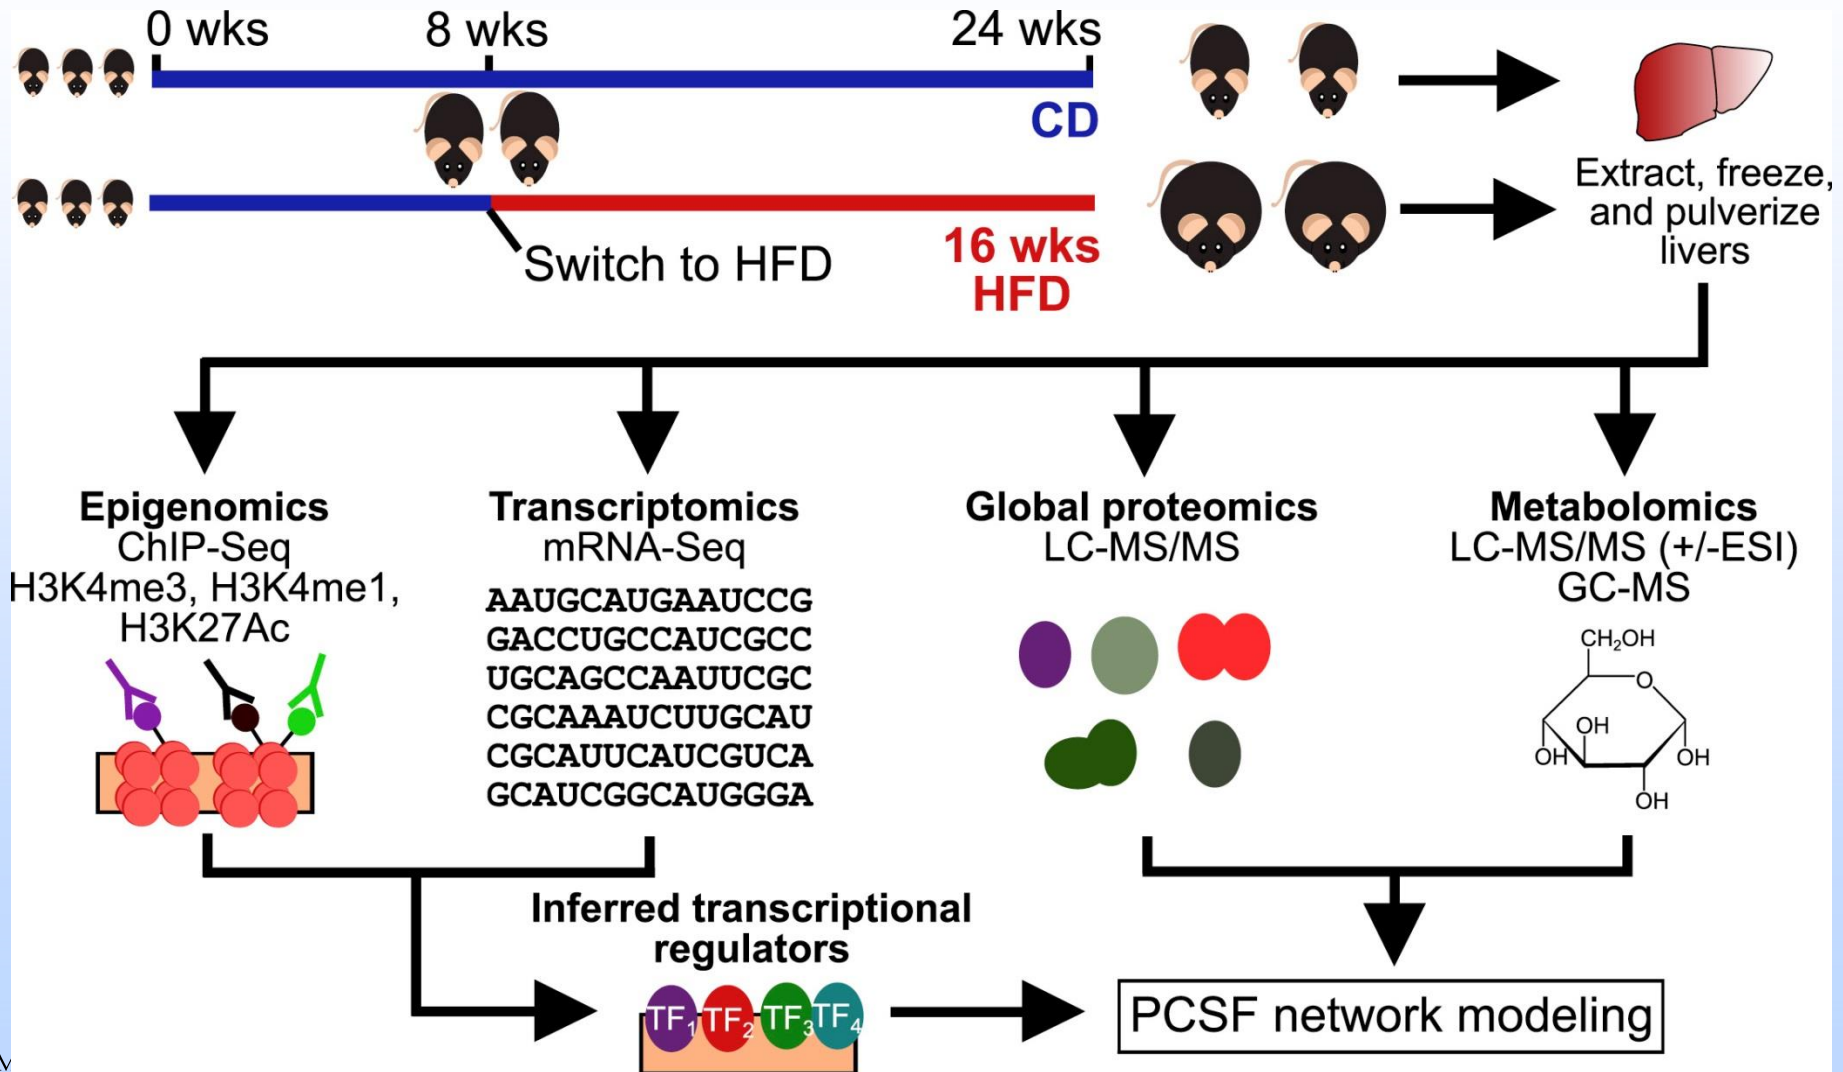 0 wks
8 wks
24 wks
CD
Switch to HFD
16 wks
HFD
Extract, freeze,
and pulverize
livers
Epigenomics
ChIP-Seq
H3K4me3, H3K4me1,
H3K27Ac
Transcriptomics
mRNA-Seq
AAUGCAUGAAUCCG
GACCUGCCAUCGCC
UGCAGCCAAUUCGC
CGCAAAUCUUGCAU
CGCAUUCAUCGUCA
GCAUCGGCAUGGGA
Global proteomics
LC-MS/MS
Metabolomics
LC-MS/MS (+/-ESI)
GC-MS
CH₂OH
O
OH
OH
OH
OH
Inferred transcriptional
regulators
TF₁ TF₂ TF₃ TF₄
PCSF network modeling